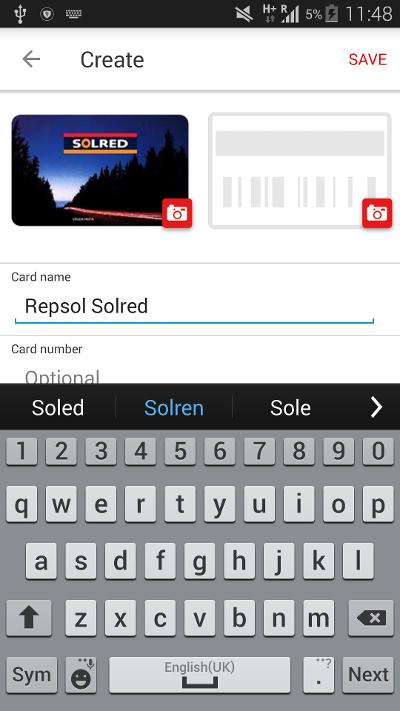 H+ R 5% 11:48
Create SAVE
SOLRED
Card name
Repsol Solred
Card number
Optional
Soled Solren Sole
1 2 3 4 5 6 7 8 9 0
q w e r t y u i o p
a s d f g h j k l
z x c v b n m
Sym English(UK) . Next